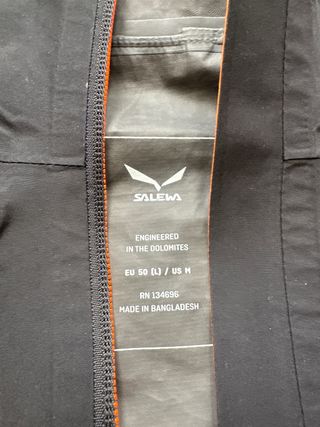 SALEWA
ENGINEERED
IN THE DOLOMITES
EU 50 (L) / US M
RN 134696
MADE IN BANGLADESH